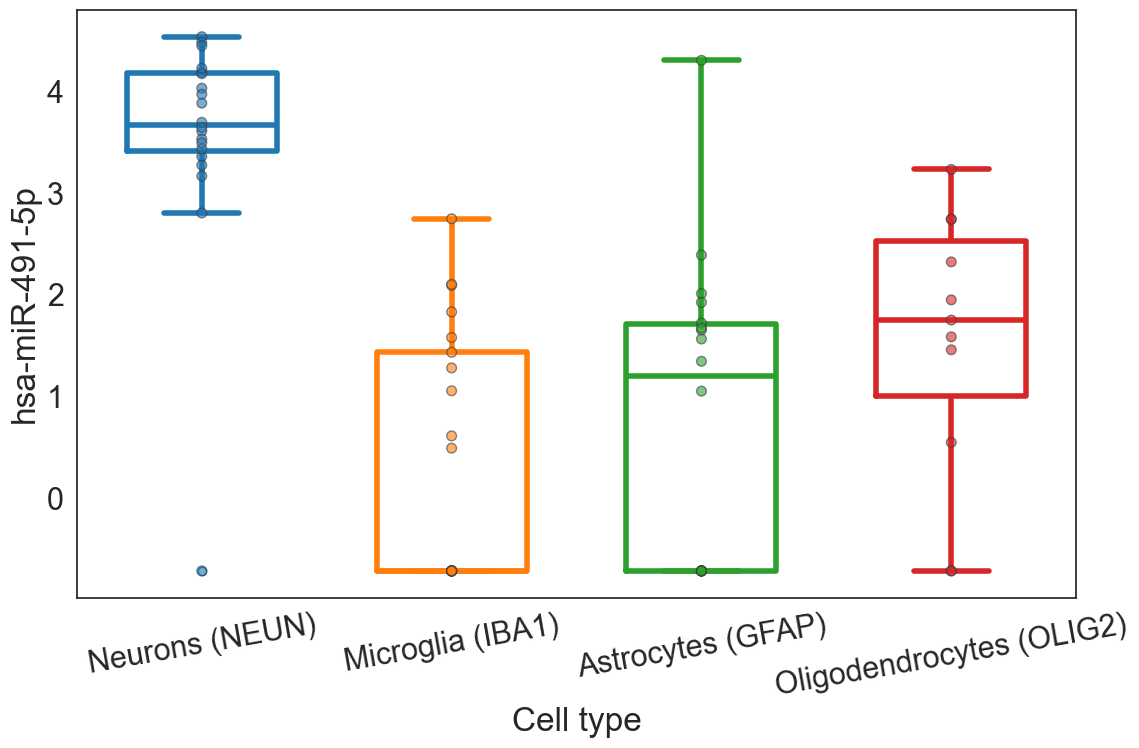 hsa-miR-491-5p
4
3
2
1
0
Neurons (NEUN)
Microglia (IBA1)
Astrocytes (GFAP)
Oligodendrocytes (OLIG2)
Cell type